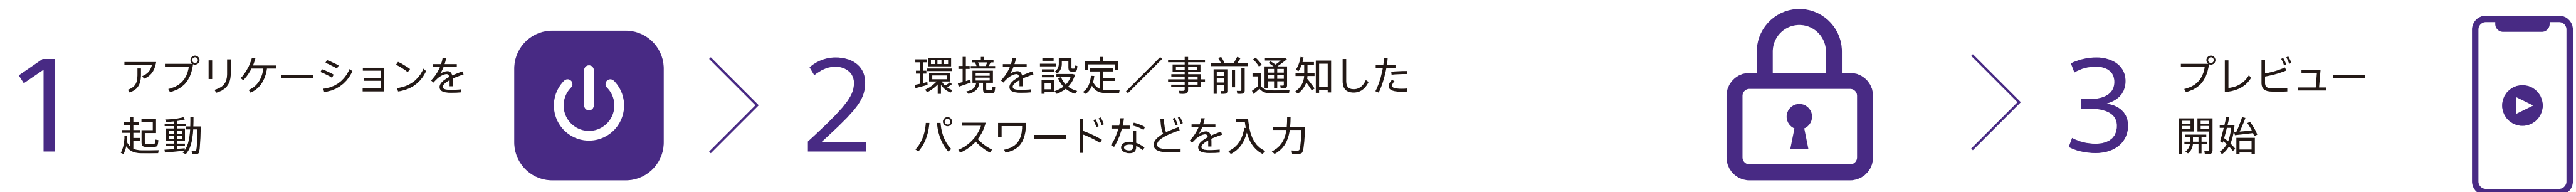 1
アプリケーションを
起動
2
環境を設定／事前通知した
パスワードなどを入力
3
プレビュー
開始